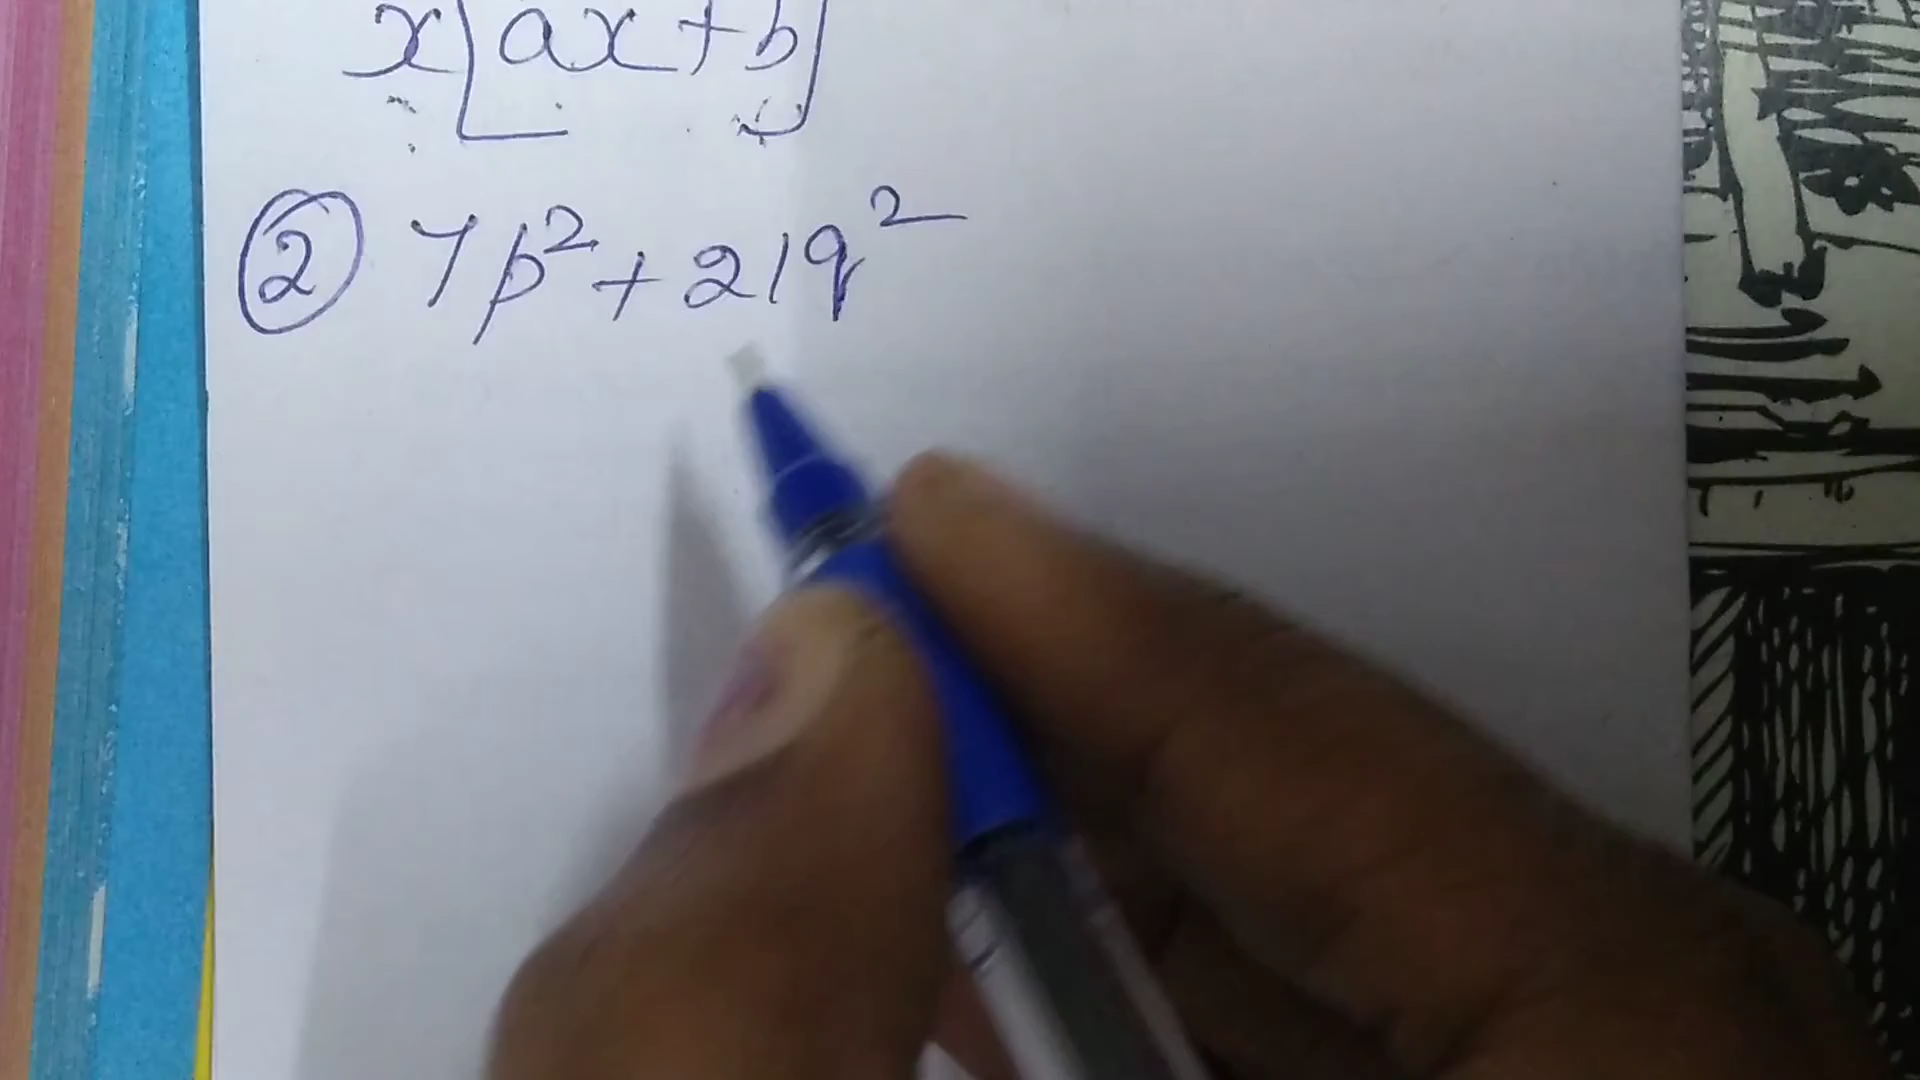 x[ax+b]
② 7p²+21q²